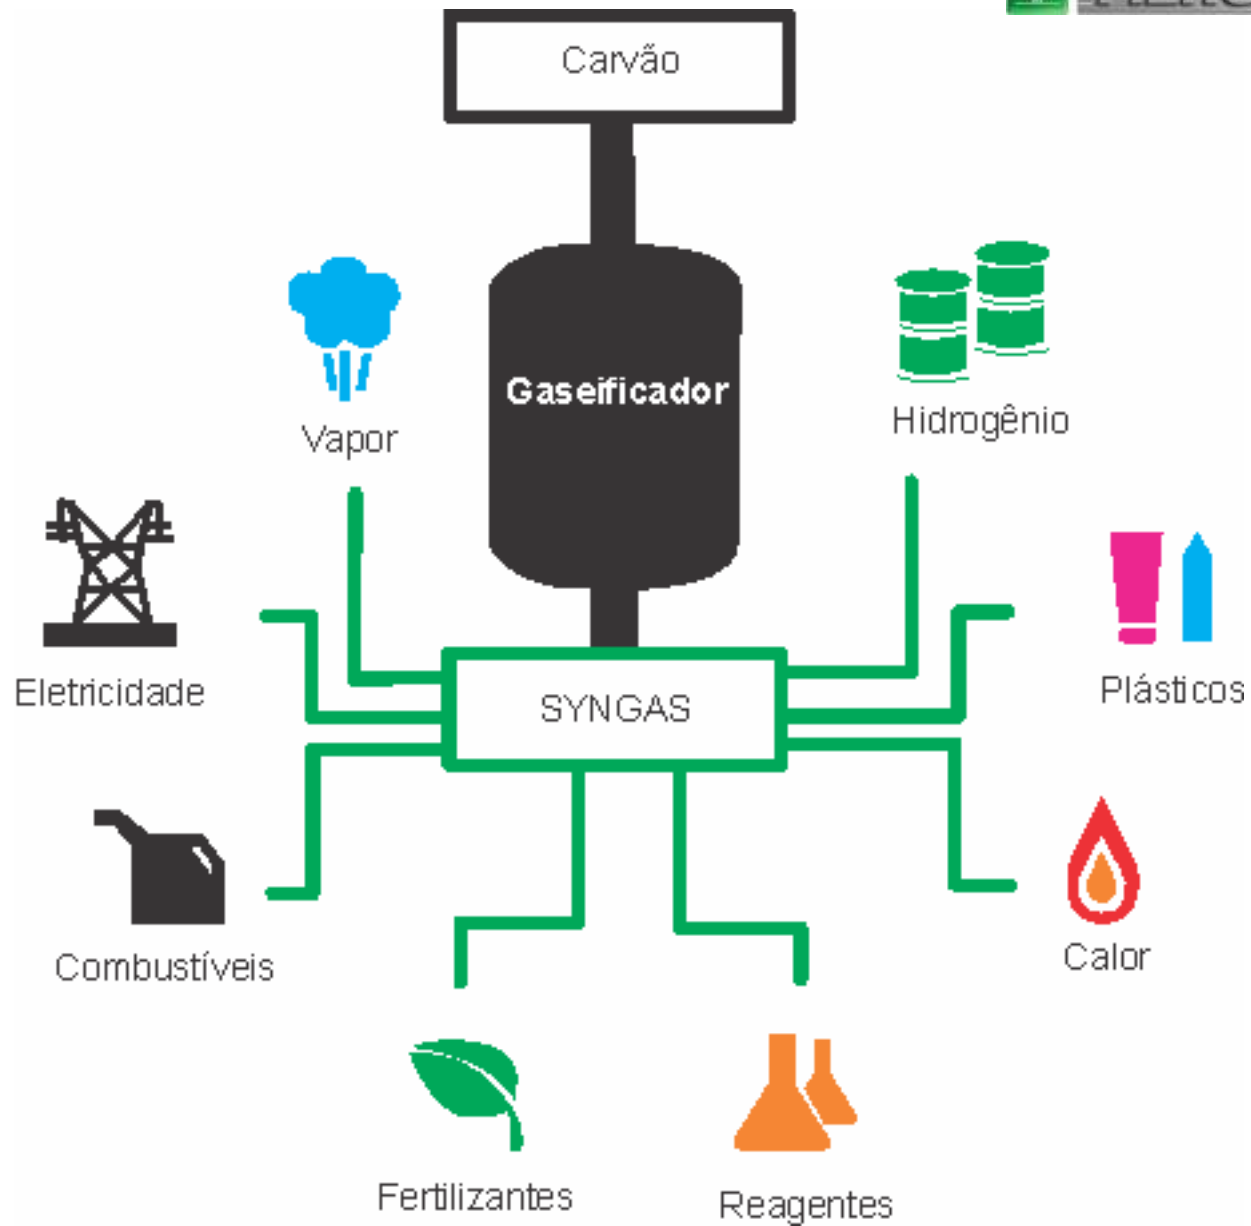 Carvão
Gaseificador
Vapor
Hidrogênio
Eletricidade
SYNGAS
Plásticos
Combustíveis
Calor
Fertilizantes
Reagentes